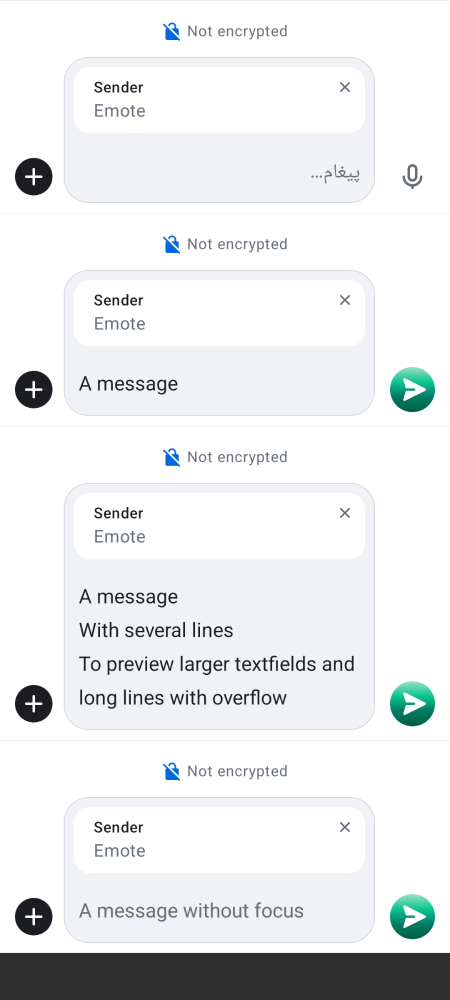 Not encrypted
Sender
Emote
پیغام...
Not encrypted
Sender
Emote
A message
Not encrypted
Sender
Emote
A message
With several lines
To preview larger textfields and
long lines with overflow
Not encrypted
Sender
Emote
A message without focus